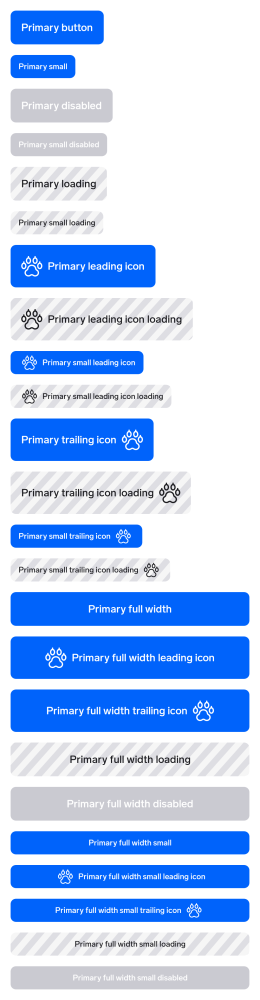 Primary button
Primary small
Primary disabled
Primary small disabled
Primary loading
Primary small loading
Primary leading icon
Primary leading icon loading
Primary small leading icon
Primary small leading icon loading
Primary trailing icon
Primary trailing icon loading
Primary small trailing icon
Primary small trailing icon loading
Primary full width
Primary full width leading icon
Primary full width trailing icon
Primary full width loading
Primary full width disabled
Primary full width small
Primary full width small leading icon
Primary full width small trailing icon
Primary full width small loading
Primary full width small disabled